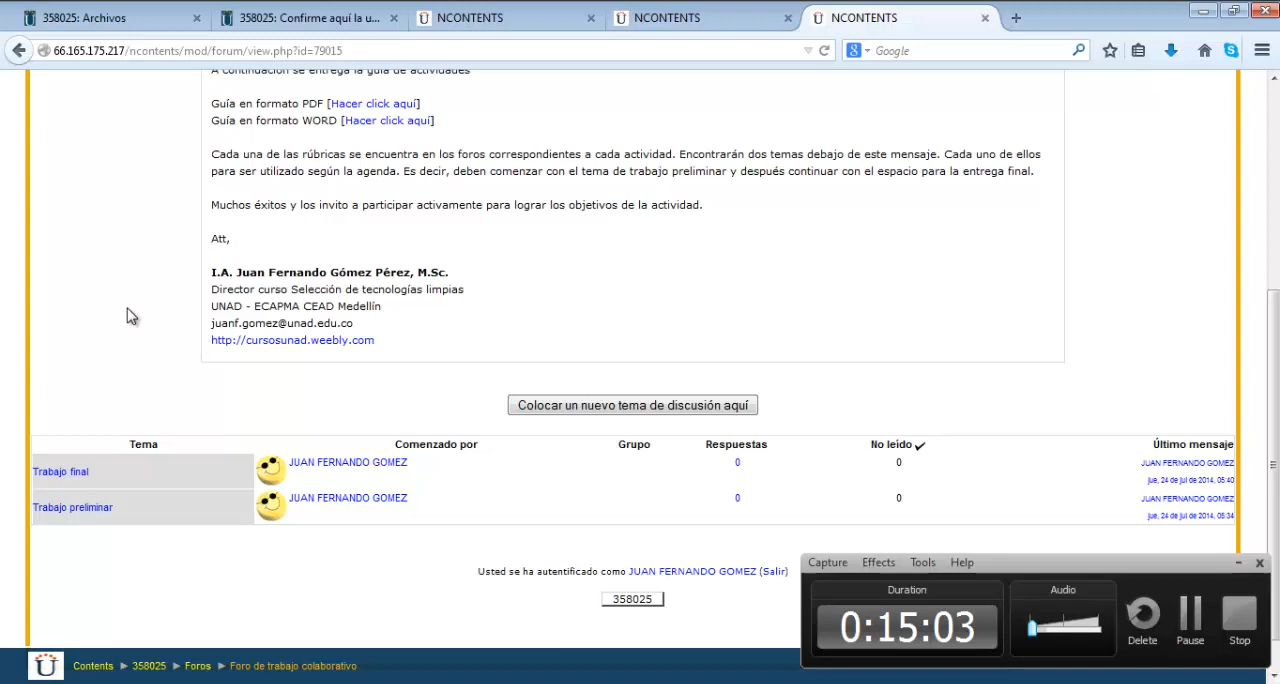 358025: Archivos
358025: Confirme aquí la u...
NCONTENTS
NCONTENTS
NCONTENTS
66.165.175.217/ncontents/mod/forum/view.php?id=79015
Google
A continuación se entrega la guía de actividades
Guía en formato PDF [Hacer click aquí]
Guía en formato WORD [Hacer click aquí]
Cada una de las rúbricas se encuentra en los foros correspondientes a cada actividad. Encontrarán dos temas debajo de este mensaje. Cada uno de ellos
para ser utilizado según la agenda. Es decir, deben comenzar con el tema de trabajo preliminar y después continuar con el espacio para la entrega final.
Muchos éxitos y los invito a participar activamente para lograr los objetivos de la actividad.
Att,
I.A. Juan Fernando Gómez Pérez, M.Sc.
Director curso Selección de tecnologías limpias
UNAD - ECAPMA CEAD Medellín
juanf.gomez@unad.edu.co
http://cursosunad.weebly.com
Colocar un nuevo tema de discusión aquí
Tema Comenzado por Grupo Respuestas No leído Último mensaje
Trabajo final JUAN FERNANDO GOMEZ 0 0 JUAN FERNANDO GOMEZ
jue, 24 de jul de 2014, 05:40
Trabajo preliminar JUAN FERNANDO GOMEZ 0 0 JUAN FERNANDO GOMEZ
jue, 24 de jul de 2014, 05:34
Usted se ha autentificado como JUAN FERNANDO GOMEZ (Salir)
358025
Contents ► 358025 ► Foros ► Foro de trabajo colaborativo
Capture Effects Tools Help
Duration
0:15:03
Audio
Delete
Pause
Stop